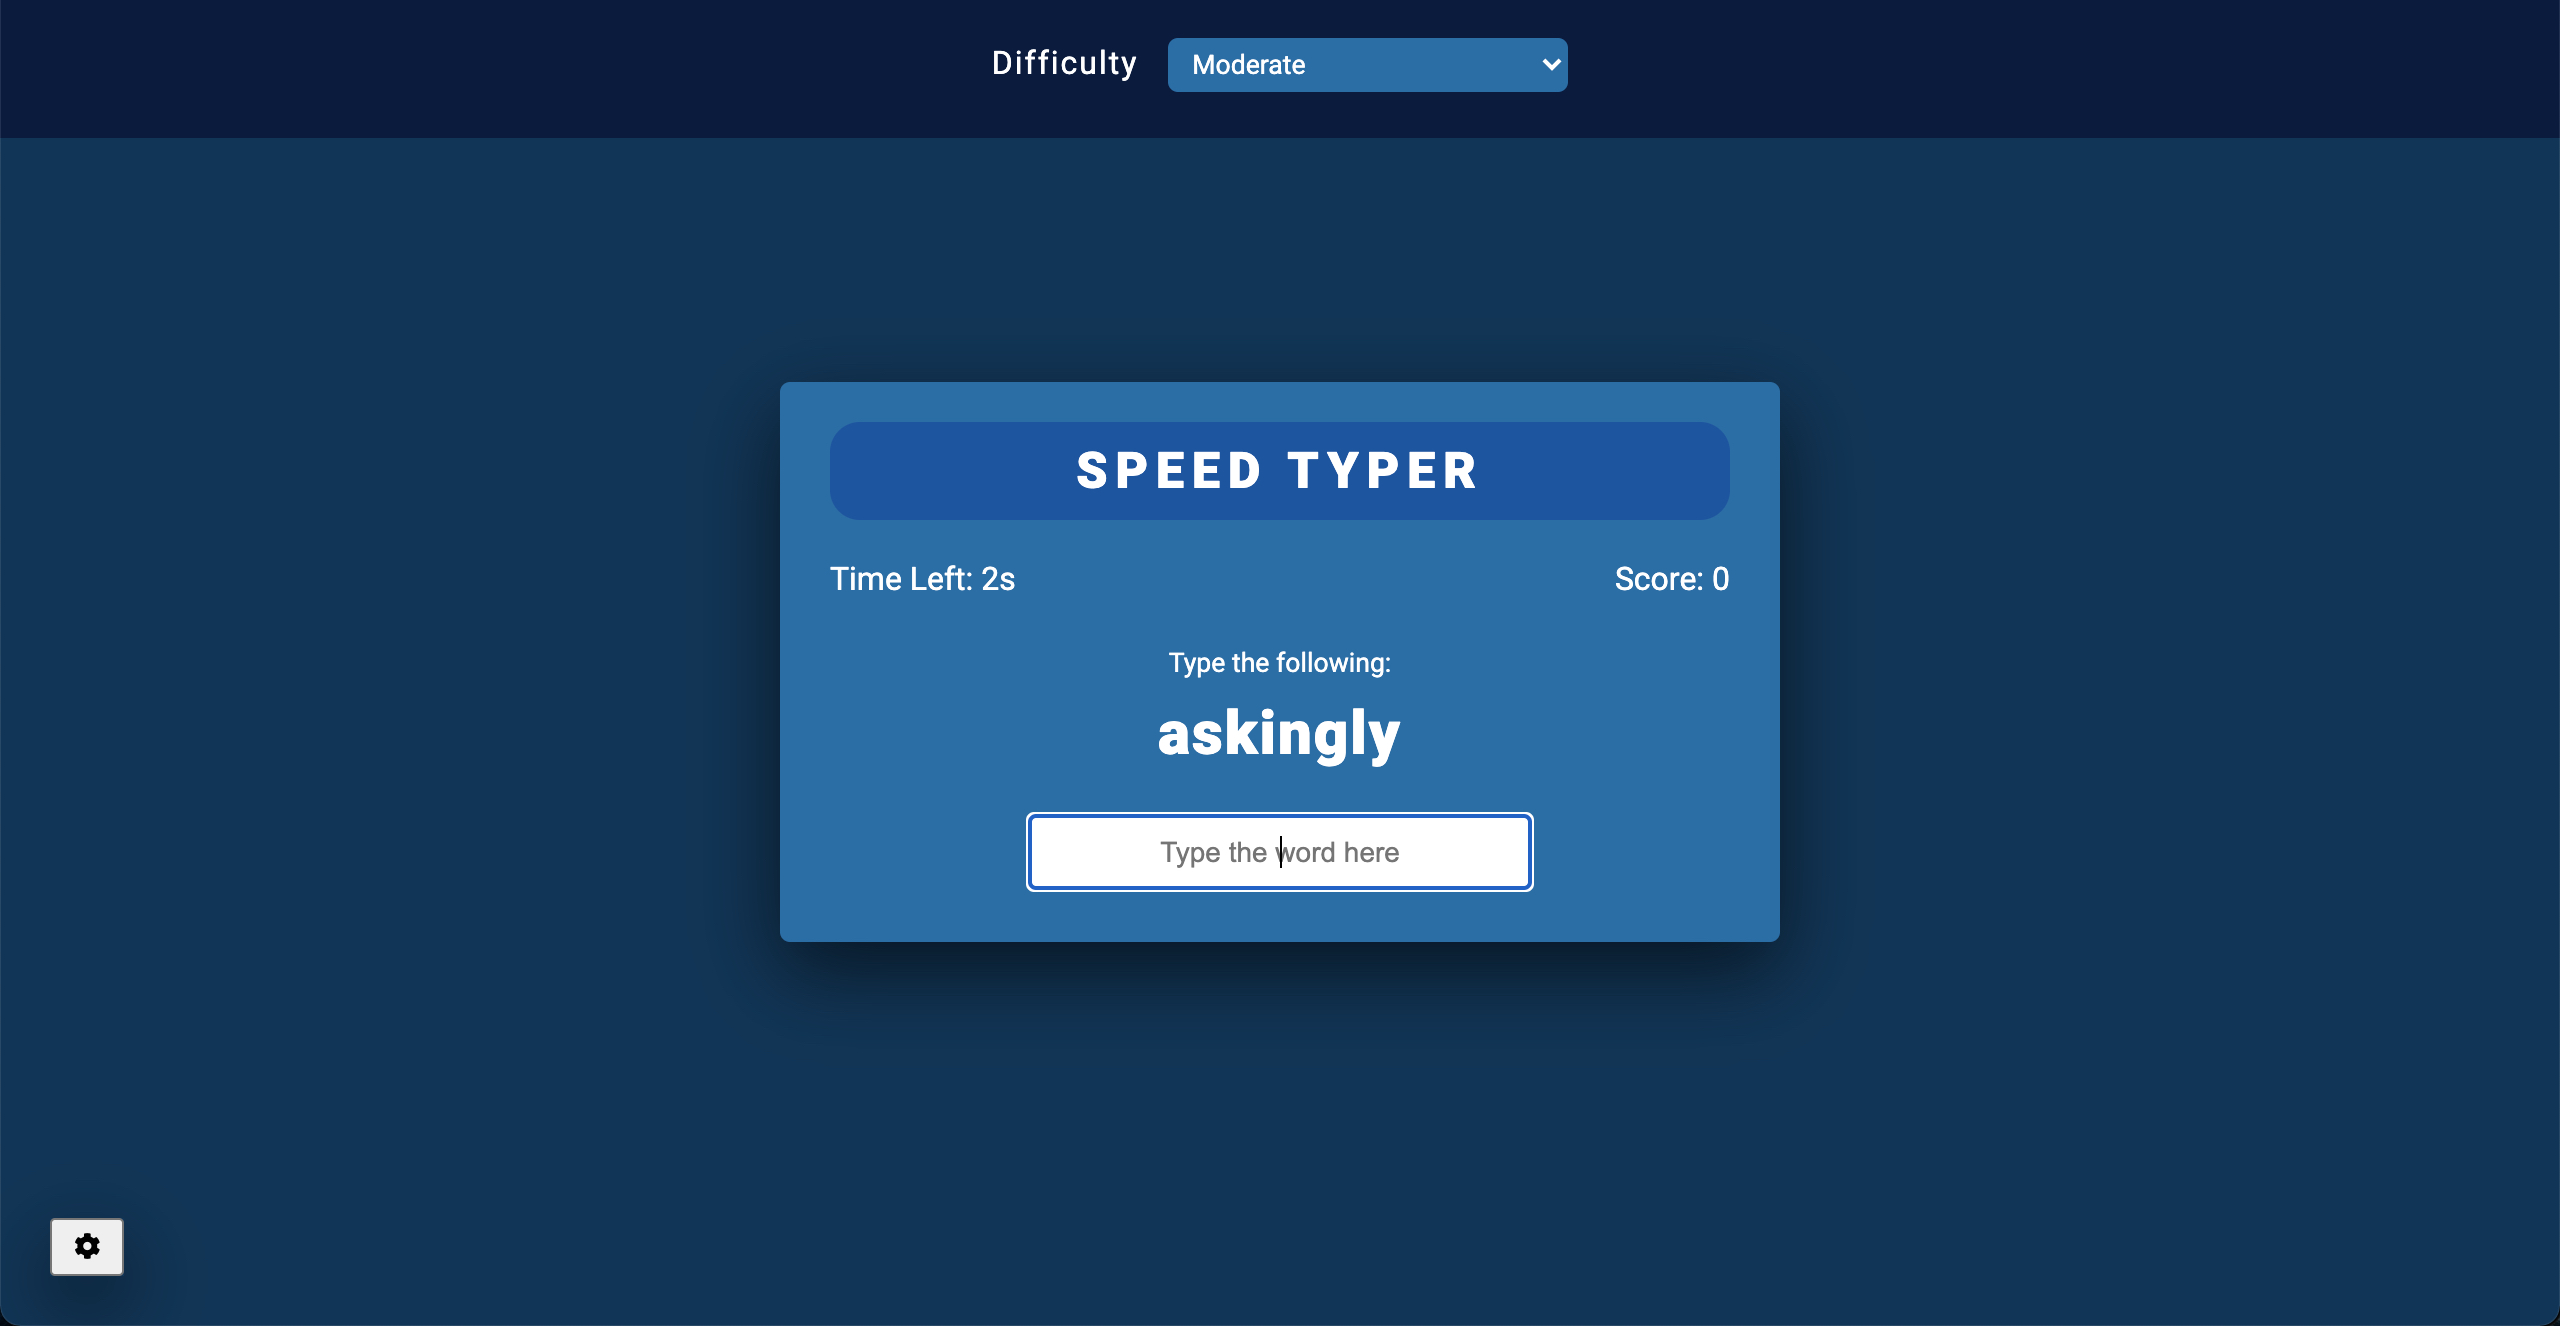 Difficulty Moderate
SPEED TYPER
Time Left: 2s Score: 0
Type the following:
askingly
Type the word here